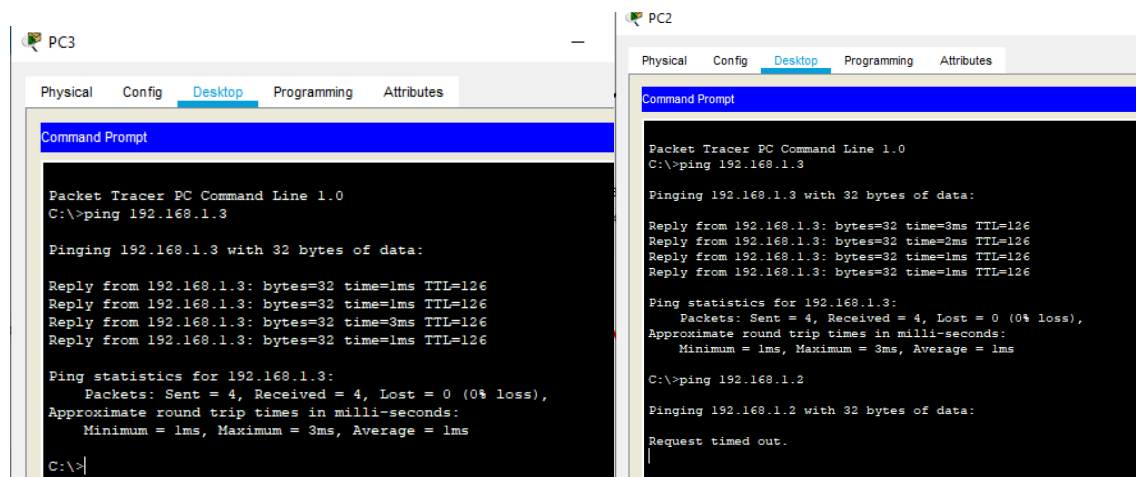 PC3
Physical Config Desktop Programming Attributes
Command Prompt
Packet Tracer PC Command Line 1.0
C:\>ping 192.168.1.3
Pinging 192.168.1.3 with 32 bytes of data:
Reply from 192.168.1.3: bytes=32 time=1ms TTL=126
Reply from 192.168.1.3: bytes=32 time=1ms TTL=126
Reply from 192.168.1.3: bytes=32 time=3ms TTL=126
Reply from 192.168.1.3: bytes=32 time=1ms TTL=126
Ping statistics for 192.168.1.3:
Packets: Sent = 4, Received = 4, Lost = 0 (0% loss),
Approximate round trip times in milli-seconds:
Minimum = 1ms, Maximum = 3ms, Average = 1ms
C:\>
PC2
Physical Config Desktop Programming Attributes
Command Prompt
Packet Tracer PC Command Line 1.0
C:\>ping 192.168.1.3
Pinging 192.168.1.3 with 32 bytes of data:
Reply from 192.168.1.3: bytes=32 time=3ms TTL=126
Reply from 192.168.1.3: bytes=32 time=2ms TTL=126
Reply from 192.168.1.3: bytes=32 time=1ms TTL=126
Reply from 192.168.1.3: bytes=32 time=1ms TTL=126
Ping statistics for 192.168.1.3:
Packets: Sent = 4, Received = 4, Lost = 0 (0% loss),
Approximate round trip times in milli-seconds:
Minimum = 1ms, Maximum = 3ms, Average = 1ms
C:\>ping 192.168.1.2
Pinging 192.168.1.2 with 32 bytes of data:
Request timed out.